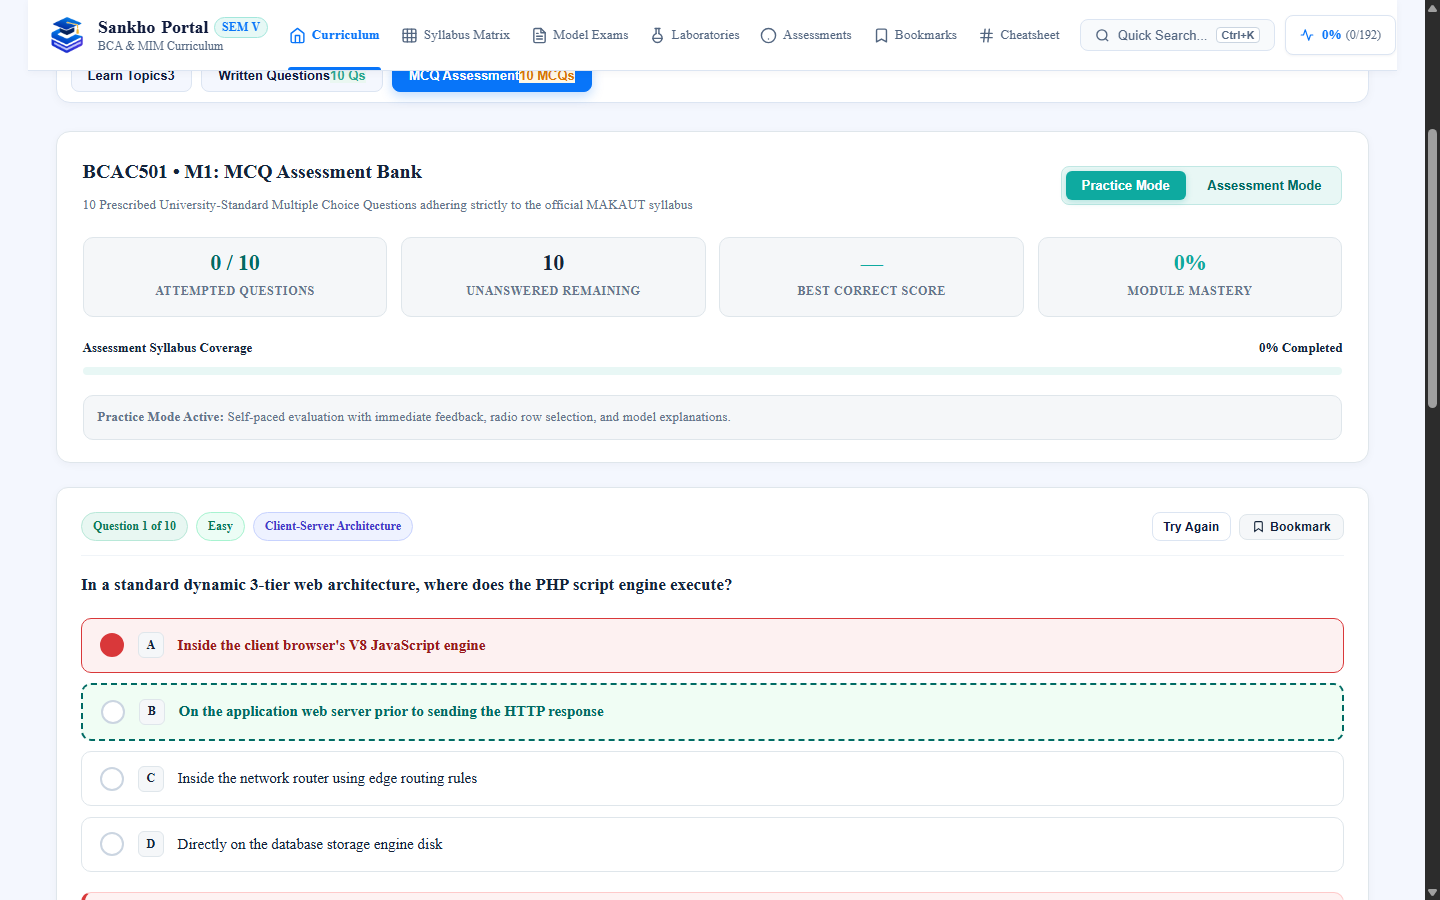 Sankho Portal SEM V
BCA & MIM Curriculum
Curriculum
Syllabus Matrix
Model Exams
Laboratories
Assessments
Bookmarks
Cheatsheet
Quick Search... Ctrl+K
0% (0/192)
Learn Topics3
Written Questions10 Qs
MCQ Assessment10 MCQs
BCAC501 • M1: MCQ Assessment Bank
10 Prescribed University-Standard Multiple Choice Questions adhering strictly to the official MAKAUT syllabus
Practice Mode
Assessment Mode
0 / 10
ATTEMPTED QUESTIONS
10
UNANSWERED REMAINING
—
BEST CORRECT SCORE
0%
MODULE MASTERY
Assessment Syllabus Coverage
0% Completed
Practice Mode Active: Self-paced evaluation with immediate feedback, radio row selection, and model explanations.
Question 1 of 10
Easy
Client-Server Architecture
Try Again
Bookmark
In a standard dynamic 3-tier web architecture, where does the PHP script engine execute?
A Inside the client browser's V8 JavaScript engine
B On the application web server prior to sending the HTTP response
C Inside the network router using edge routing rules
D Directly on the database storage engine disk